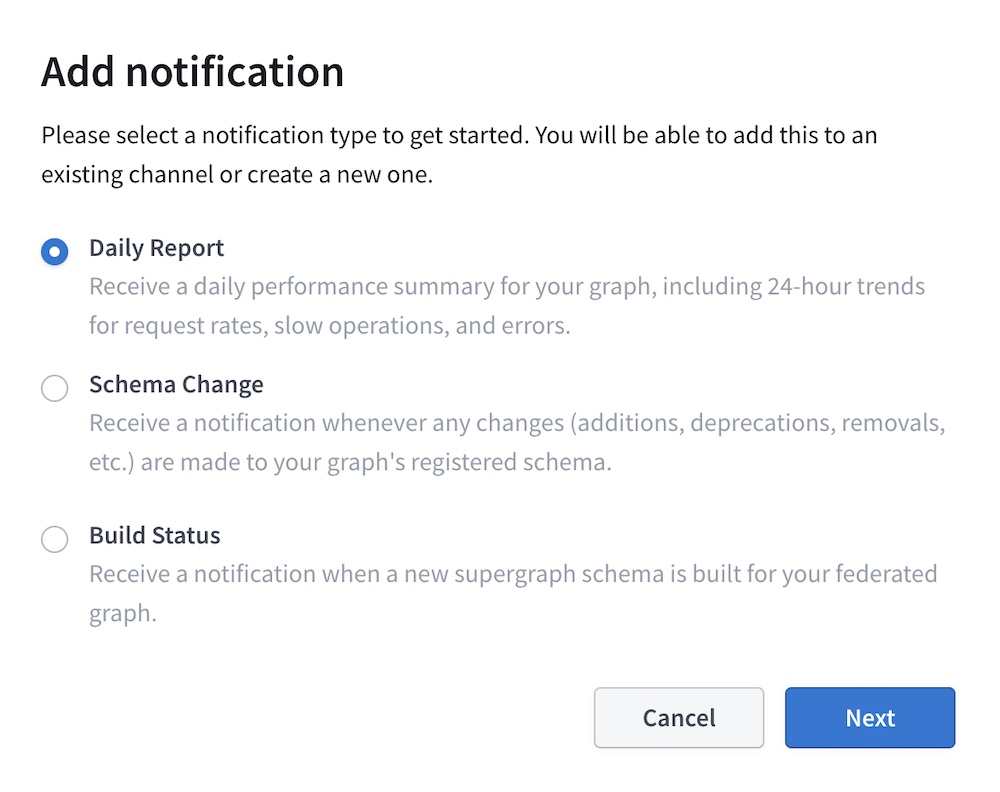 Add notification
Please select a notification type to get started. You will be able to add this to an
existing channel or create a new one.
Daily Report
Receive a daily performance summary for your graph, including 24-hour trends
for request rates, slow operations, and errors.
Schema Change
Receive a notification whenever any changes (additions, deprecations, removals,
etc.) are made to your graph's registered schema.
Build Status
Receive a notification when a new supergraph schema is built for your federated
graph.
Cancel
Next